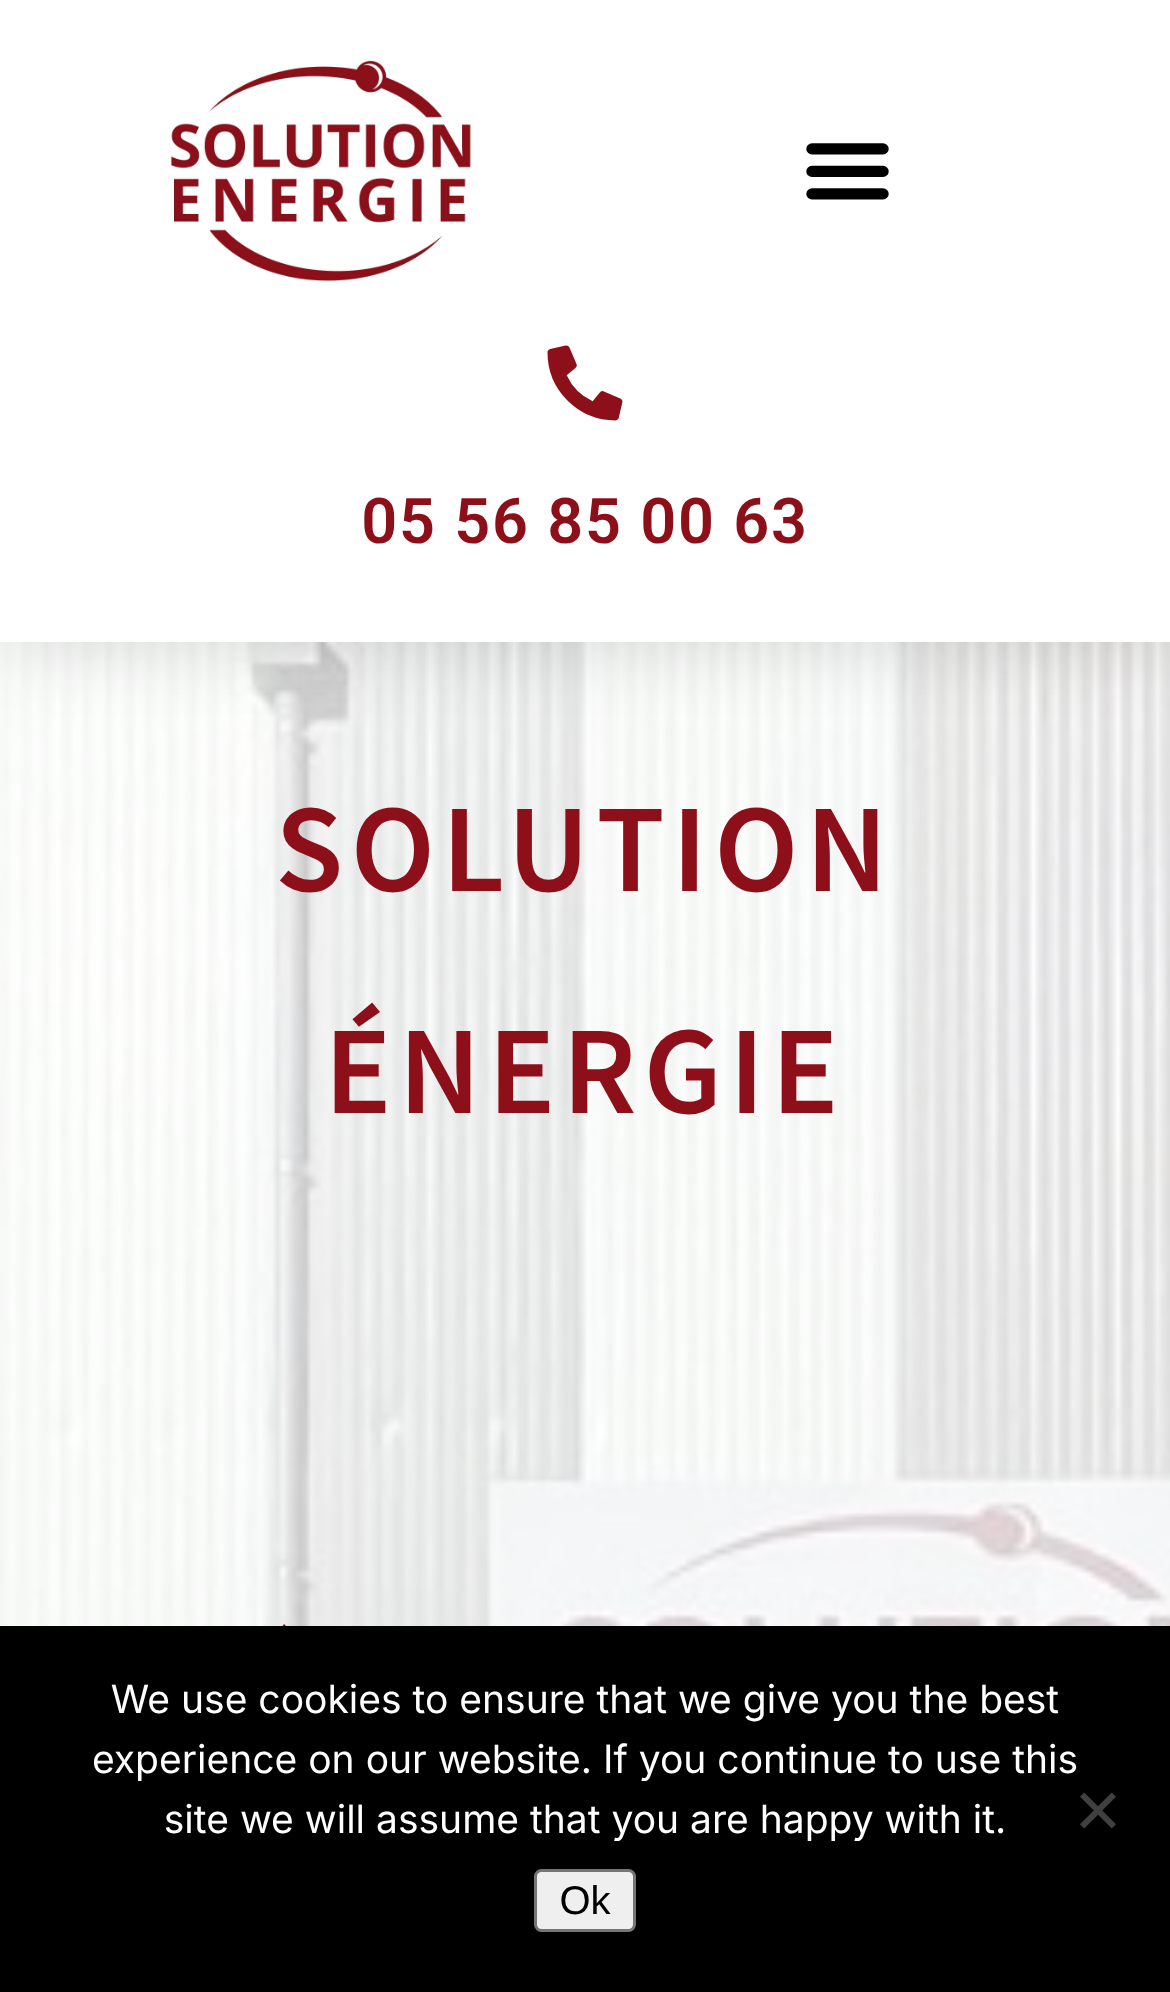 SOLUTION
ENERGIE
05 56 85 00 63
SOLUTION
ÉNERGIE
We use cookies to ensure that we give you the best
experience on our website. If you continue to use this
site we will assume that you are happy with it.
Ok